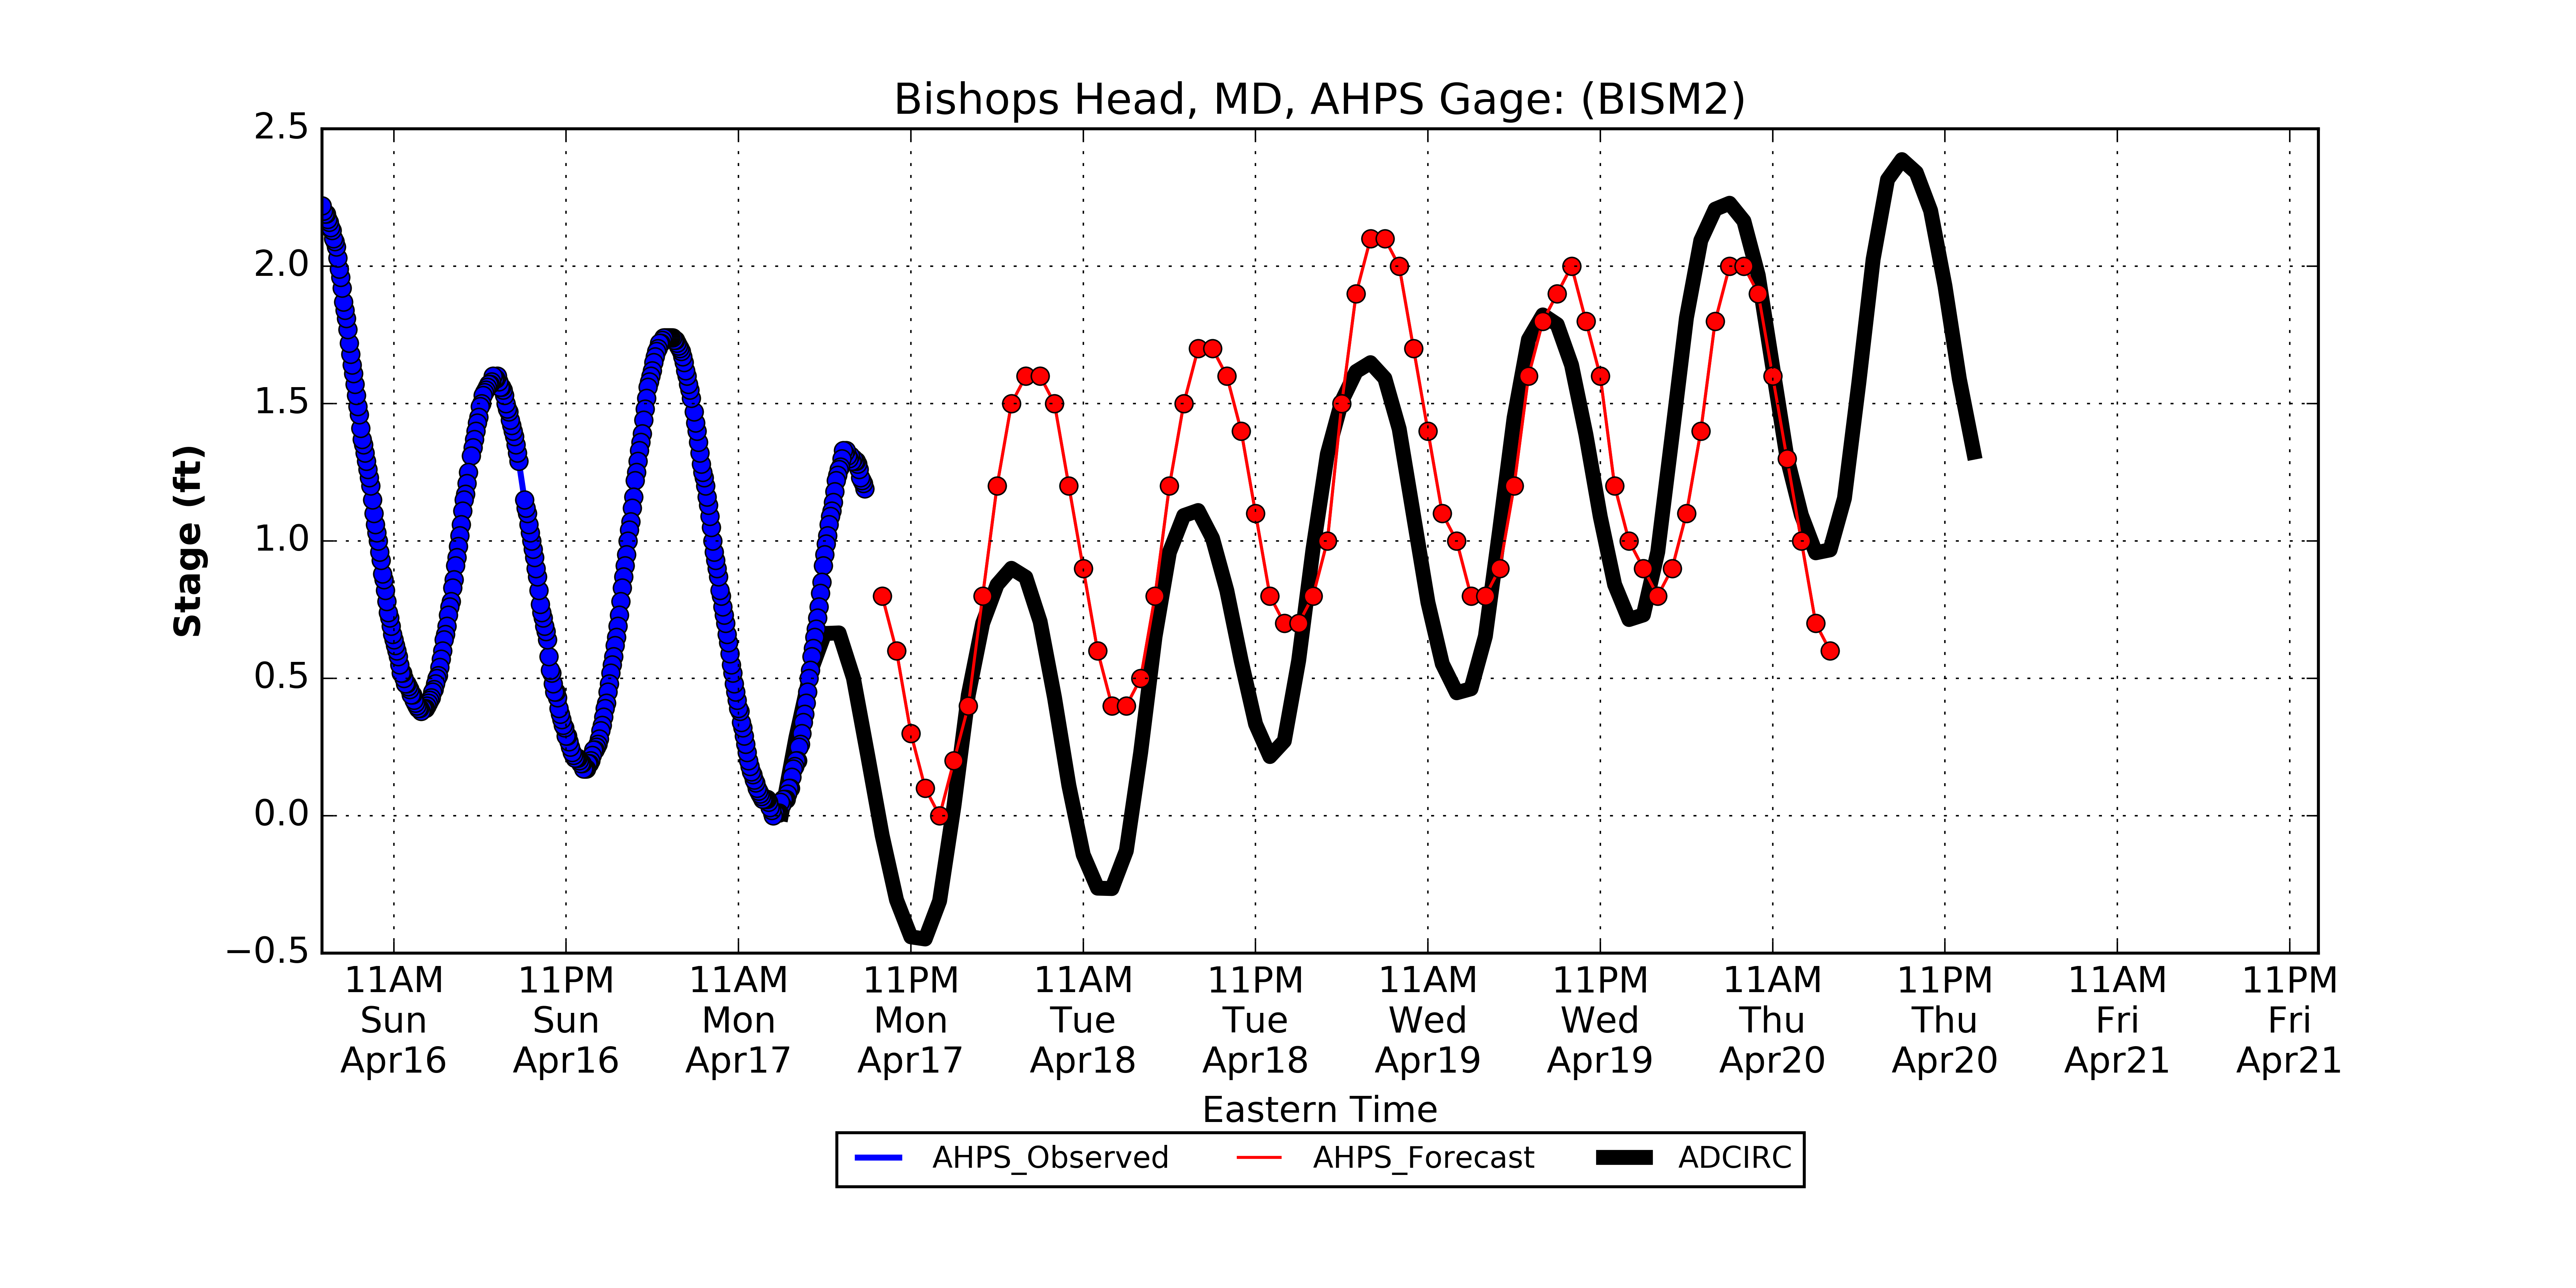 Bishops Head, MD, AHPS Gage: (BISM2)
Stage (ft)
2.5
2.0
1.5
1.0
0.5
0.0
−0.5
11AM 11PM 11AM 11PM 11AM 11PM 11AM 11PM 11AM 11PM 11AM 11PM
Sun Sun Mon Mon Tue Tue Wed Wed Thu Thu Fri Fri
Apr16 Apr16 Apr17 Apr17 Apr18 Apr18 Apr19 Apr19 Apr20 Apr20 Apr21 Apr21
Eastern Time
AHPS_Observed AHPS_Forecast ADCIRC